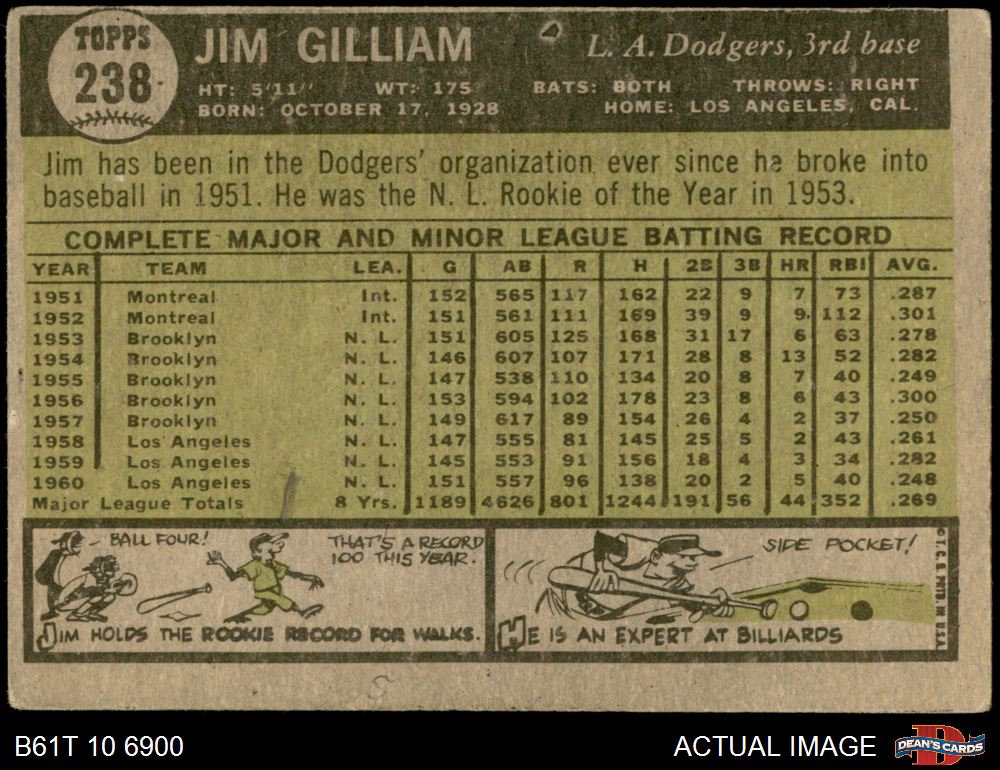 TOPPS
238
JIM GILLIAM
L. A. Dodgers, 3rd base
HT: 5'11" WT: 175 BATS: BOTH THROWS: RIGHT
BORN: OCTOBER 17, 1928 HOME: LOS ANGELES, CAL.
Jim has been in the Dodgers' organization ever since he broke into
baseball in 1951. He was the N. L. Rookie of the Year in 1953.
COMPLETE MAJOR AND MINOR LEAGUE BATTING RECORD
YEAR TEAM LEA. G AB R H 2B 3B HR RBI AVG.
1951 Montreal Int. 152 565 117 162 22 9 7 73 .287
1952 Montreal Int. 151 561 111 169 39 9 9 112 .301
1953 Brooklyn N. L. 151 605 125 168 31 17 6 63 .278
1954 Brooklyn N. L. 146 607 107 171 28 8 13 52 .282
1955 Brooklyn N. L. 147 538 110 134 20 8 7 40 .249
1956 Brooklyn N. L. 153 594 102 178 23 8 6 43 .300
1957 Brooklyn N. L. 149 617 89 154 26 4 2 37 .250
1958 Los Angeles N. L. 147 555 81 145 25 5 2 43 .261
1959 Los Angeles N. L. 145 553 91 156 18 4 3 34 .282
1960 Los Angeles N. L. 151 557 96 138 20 2 5 40 .248
Major League Totals 8 Yrs. 1189 4626 801 1244 191 56 44 352 .269
BALL FOUR!
THAT'S A RECORD
100 THIS YEAR.
JIM HOLDS THE ROOKIE RECORD FOR WALKS.
SIDE POCKET!
HE IS AN EXPERT AT BILLIARDS
© T. C. G. PRTD. IN U.S.A.
5
B61T 10 6900
ACTUAL IMAGE
D
DEAN'S CARDS